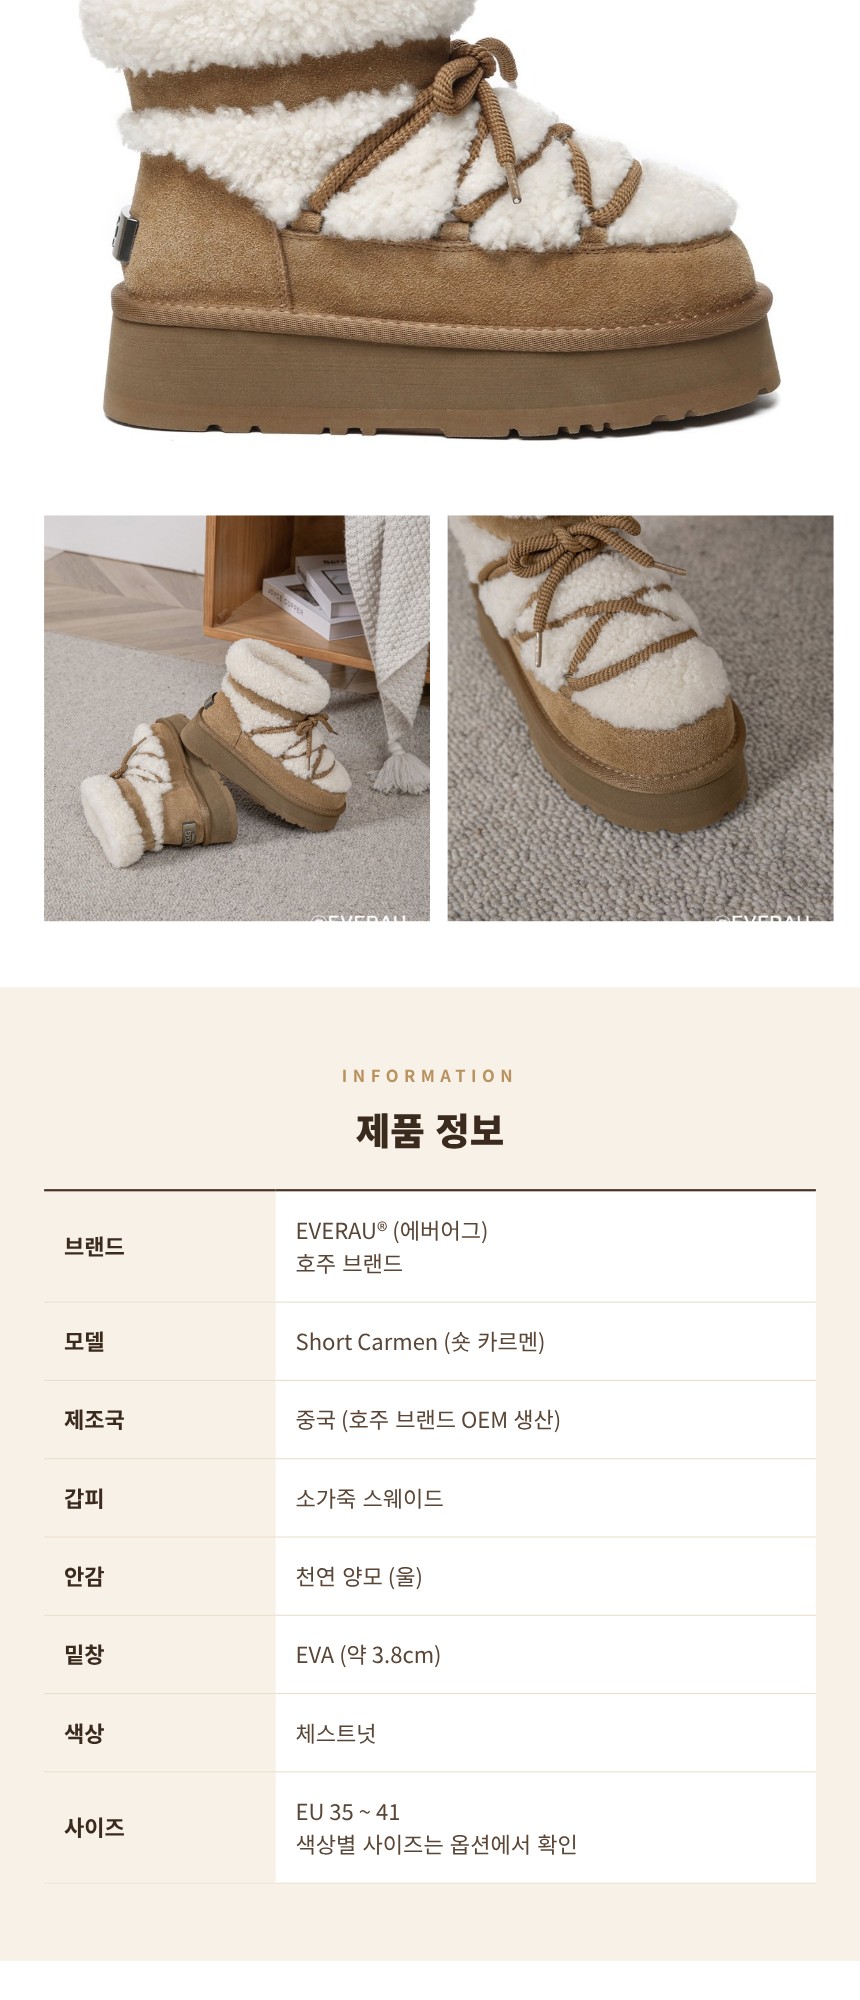 JOYCE COPPER
INFORMATION
제품 정보
브랜드
EVERAU® (에버어그)
호주 브랜드
모델
Short Carmen (숏 카르멘)
제조국
중국 (호주 브랜드 OEM 생산)
갑피
소가죽 스웨이드
안감
천연 양모 (울)
밑창
EVA (약 3.8cm)
색상
체스트넛
사이즈
EU 35 ~ 41
색상별 사이즈는 옵션에서 확인